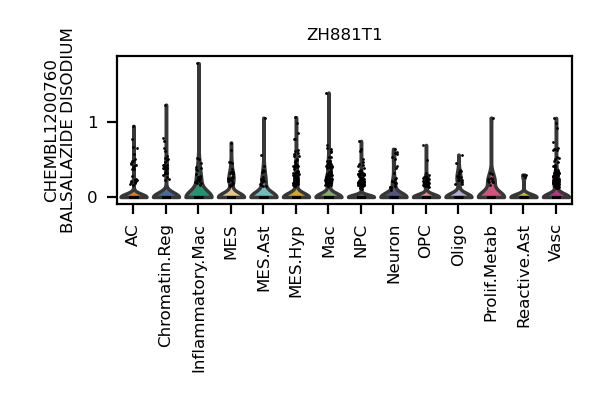 ZH881T1
CHEMBL1200760
BALSALAZIDE DISODIUM
1
0
AC
Chromatin.Reg
Inflammatory.Mac
MES
MES.Ast
MES.Hyp
Mac
NPC
Neuron
OPC
Oligo
Prolif.Metab
Reactive.Ast
Vasc